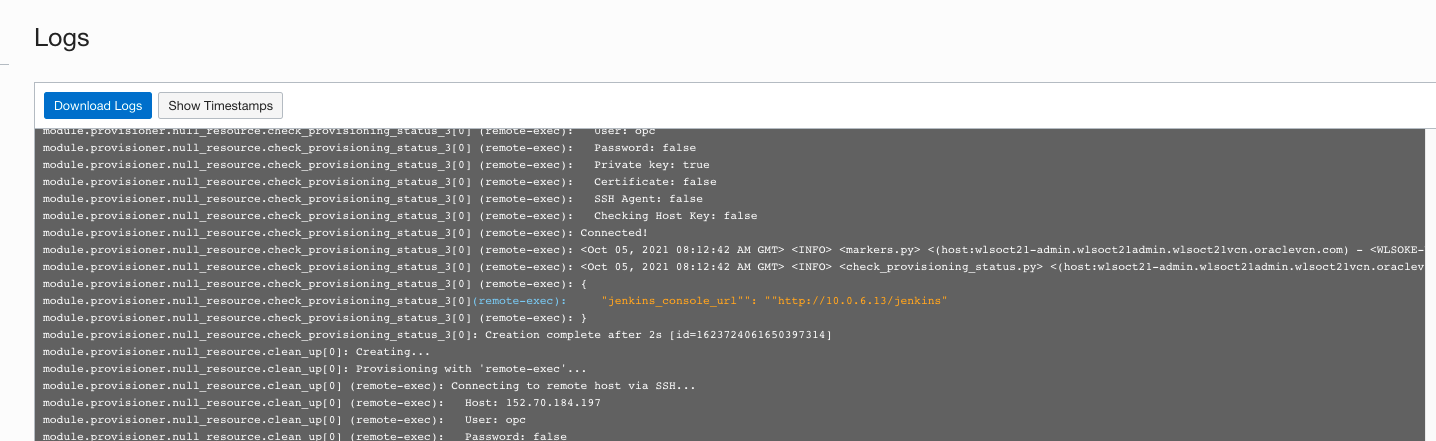 Logs
Download Logs Show Timestamps
module.provisioner.null_resource.check_provisioning_status_3[0] (remote-exec):   User: opc
module.provisioner.null_resource.check_provisioning_status_3[0] (remote-exec):   Password: false
module.provisioner.null_resource.check_provisioning_status_3[0] (remote-exec):   Private key: true
module.provisioner.null_resource.check_provisioning_status_3[0] (remote-exec):   Certificate: false
module.provisioner.null_resource.check_provisioning_status_3[0] (remote-exec):   SSH Agent: false
module.provisioner.null_resource.check_provisioning_status_3[0] (remote-exec):   Checking Host Key: false
module.provisioner.null_resource.check_provisioning_status_3[0] (remote-exec): Connected!
module.provisioner.null_resource.check_provisioning_status_3[0] (remote-exec): <Oct 05, 2021 08:12:42 AM GMT> <INFO> <markers.py> <(host:wlsoct21-admin.wlsoct21admin.wlsoct21vcn.oraclevcn.com) - <WLSOKE-
module.provisioner.null_resource.check_provisioning_status_3[0] (remote-exec): <Oct 05, 2021 08:12:42 AM GMT> <INFO> <check_provisioning_status.py> <(host:wlsoct21-admin.wlsoct21admin.wlsoct21vcn.oraclev
module.provisioner.null_resource.check_provisioning_status_3[0] (remote-exec): {
module.provisioner.null_resource.check_provisioning_status_3[0](remote-exec):     "jenkins_console_url"": ""http://10.0.6.13/jenkins"
module.provisioner.null_resource.check_provisioning_status_3[0] (remote-exec): }
module.provisioner.null_resource.check_provisioning_status_3[0]: Creation complete after 2s [id=1623724061650397314]
module.provisioner.null_resource.clean_up[0]: Creating...
module.provisioner.null_resource.clean_up[0]: Provisioning with 'remote-exec'...
module.provisioner.null_resource.clean_up[0] (remote-exec): Connecting to remote host via SSH...
module.provisioner.null_resource.clean_up[0] (remote-exec):   Host: 152.70.184.197
module.provisioner.null_resource.clean_up[0] (remote-exec):   User: opc
module.provisioner.null_resource.clean_up[0] (remote-exec):   Password: false